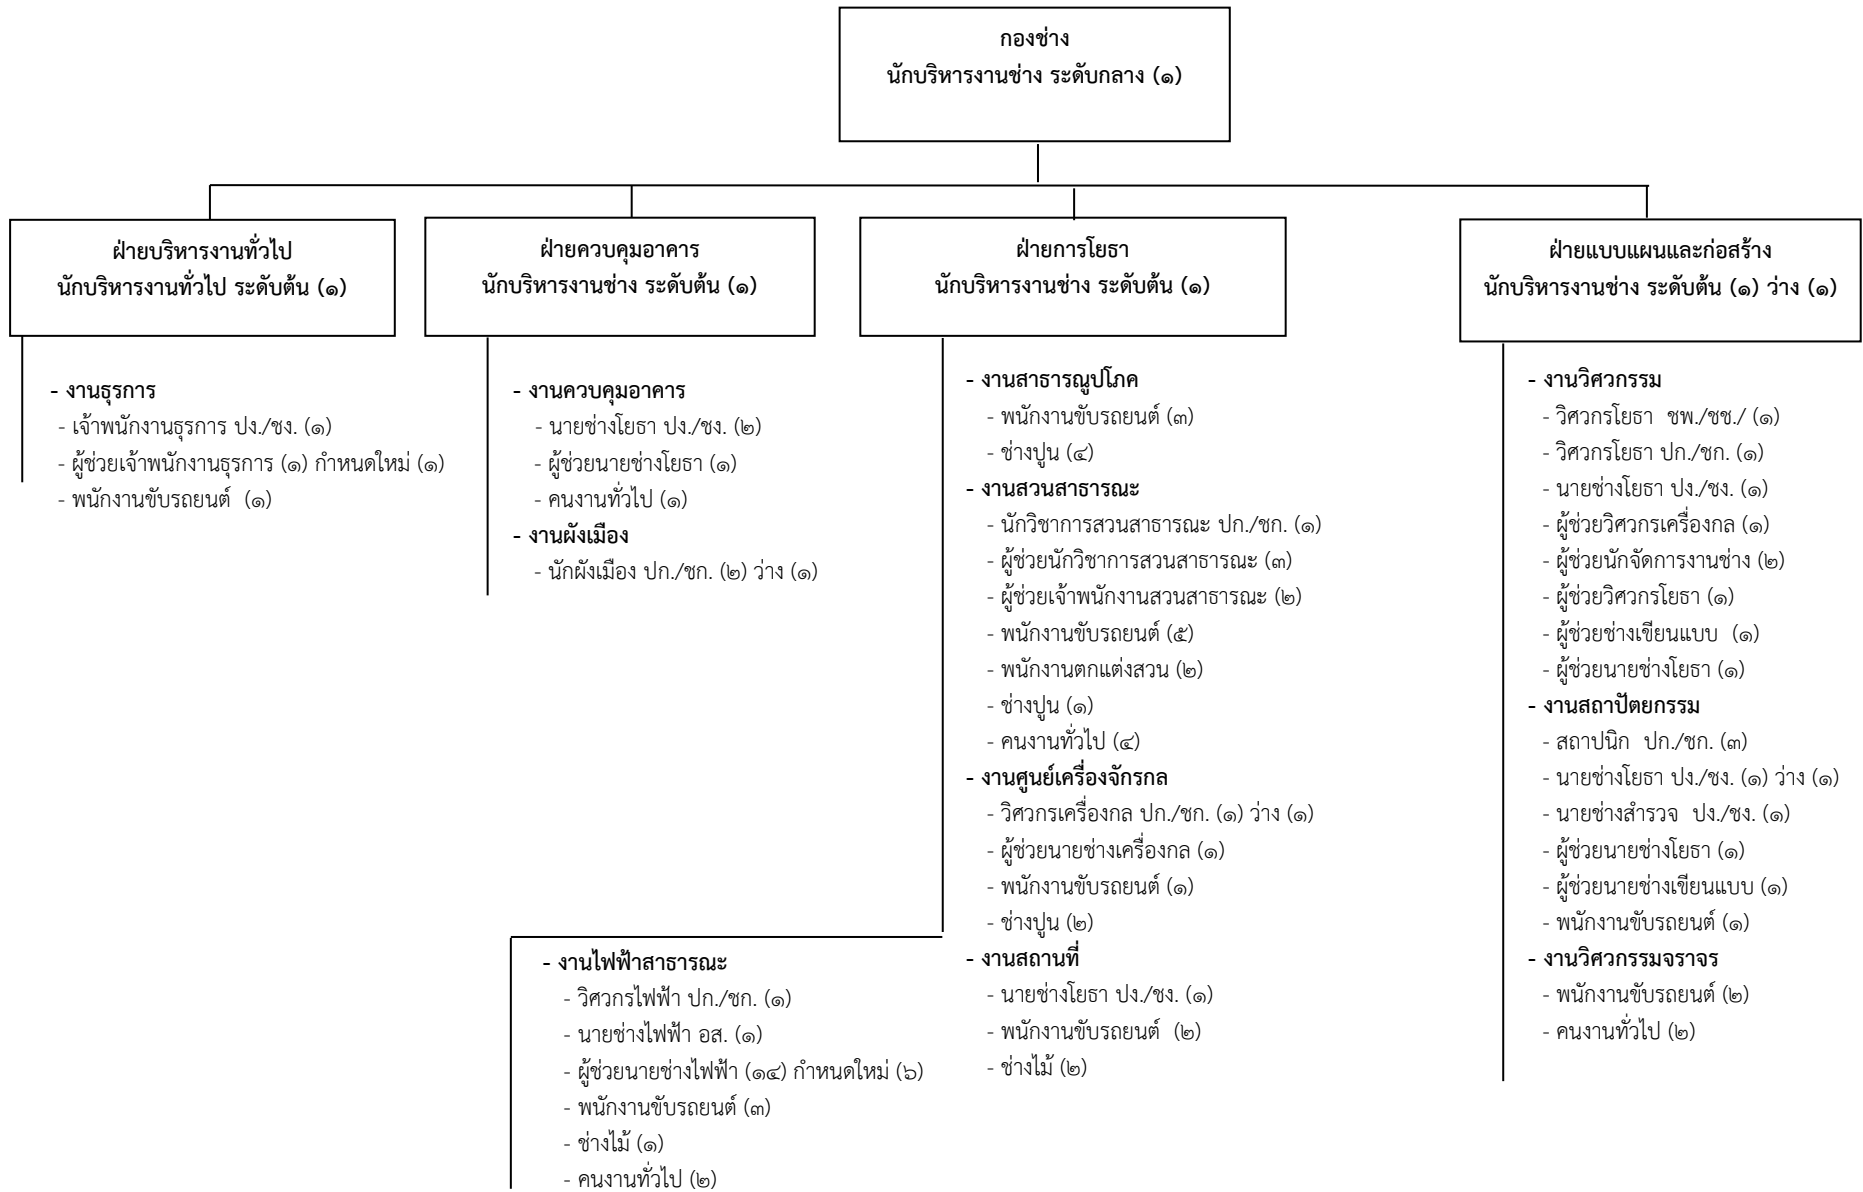 กองช่าง
นักบริหารงานช่าง ระดับกลาง (๑)
ฝ่ายบริหารงานทั่วไป
นักบริหารงานทั่วไป ระดับต้น (๑)
- งานธุรการ
- เจ้าพนักงานธุรการ ปง./ชง. (๑)
- ผู้ช่วยเจ้าพนักงานธุรการ (๑) กำหนดใหม่ (๑)
- พนักงานขับรถยนต์ (๑)
ฝ่ายควบคุมอาคาร
นักบริหารงานช่าง ระดับต้น (๑)
- งานควบคุมอาคาร
- นายช่างโยธา ปง./ชง. (๒)
- ผู้ช่วยนายช่างโยธา (๑)
- คนงานทั่วไป (๑)
- งานผังเมือง
- นักผังเมือง ปก./ชก. (๒) ว่าง (๑)
ฝ่ายการโยธา
นักบริหารงานช่าง ระดับต้น (๑)
- งานสาธารณูปโภค
- พนักงานขับรถยนต์ (๓)
- ช่างปูน (๔)
- งานสวนสาธารณะ
- นักวิชาการสวนสาธารณะ ปก./ชก. (๑)
- ผู้ช่วยนักวิชาการสวนสาธารณะ (๓)
- ผู้ช่วยเจ้าพนักงานสวนสาธารณะ (๒)
- พนักงานขับรถยนต์ (๕)
- พนักงานตกแต่งสวน (๒)
- ช่างปูน (๑)
- คนงานทั่วไป (๔)
- งานศูนย์เครื่องจักรกล
- วิศวกรเครื่องกล ปก./ชก. (๑) ว่าง (๑)
- ผู้ช่วยนายช่างเครื่องกล (๑)
- พนักงานขับรถยนต์ (๑)
- ช่างปูน (๒)
- งานสถานที่
- นายช่างโยธา ปง./ชง. (๑)
- พนักงานขับรถยนต์ (๒)
- ช่างไม้ (๒)
- งานไฟฟ้าสาธารณะ
- วิศวกรไฟฟ้า ปก./ชก. (๑)
- นายช่างไฟฟ้า อส. (๑)
- ผู้ช่วยนายช่างไฟฟ้า (๑๔) กำหนดใหม่ (๖)
- พนักงานขับรถยนต์ (๓)
- ช่างไม้ (๑)
- คนงานทั่วไป (๒)
ฝ่ายแบบแผนและก่อสร้าง
นักบริหารงานช่าง ระดับต้น (๑) ว่าง (๑)
- งานวิศวกรรม
- วิศวกรโยธา ชพ./ชช./ (๑)
- วิศวกรโยธา ปก./ชก. (๑)
- นายช่างโยธา ปง./ชง. (๑)
- ผู้ช่วยวิศวกรเครื่องกล (๑)
- ผู้ช่วยนักจัดการงานช่าง (๒)
- ผู้ช่วยวิศวกรโยธา (๑)
- ผู้ช่วยช่างเขียนแบบ (๑)
- ผู้ช่วยนายช่างโยธา (๑)
- งานสถาปัตยกรรม
- สถาปนิก ปก./ชก. (๓)
- นายช่างโยธา ปง./ชง. (๑) ว่าง (๑)
- นายช่างสำรวจ ปง./ชง. (๑)
- ผู้ช่วยนายช่างโยธา (๑)
- ผู้ช่วยนายช่างเขียนแบบ (๑)
- พนักงานขับรถยนต์ (๑)
- งานวิศวกรรมจราจร
- พนักงานขับรถยนต์ (๒)
- คนงานทั่วไป (๒)